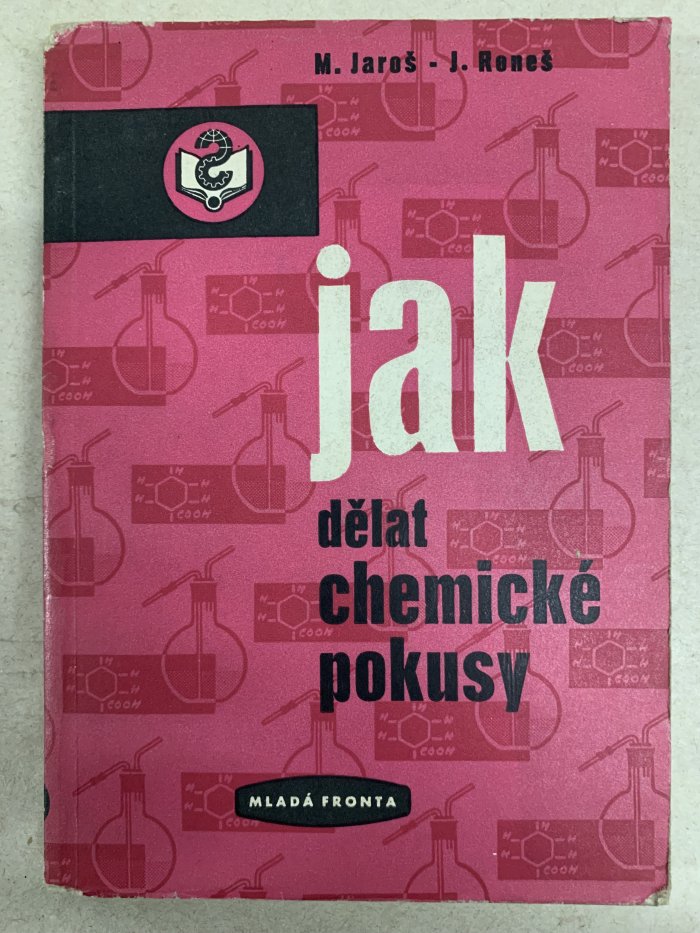 M. Jaroš - J. Roneš
jak
dělat
chemické
pokusy
MLADÁ FRONTA